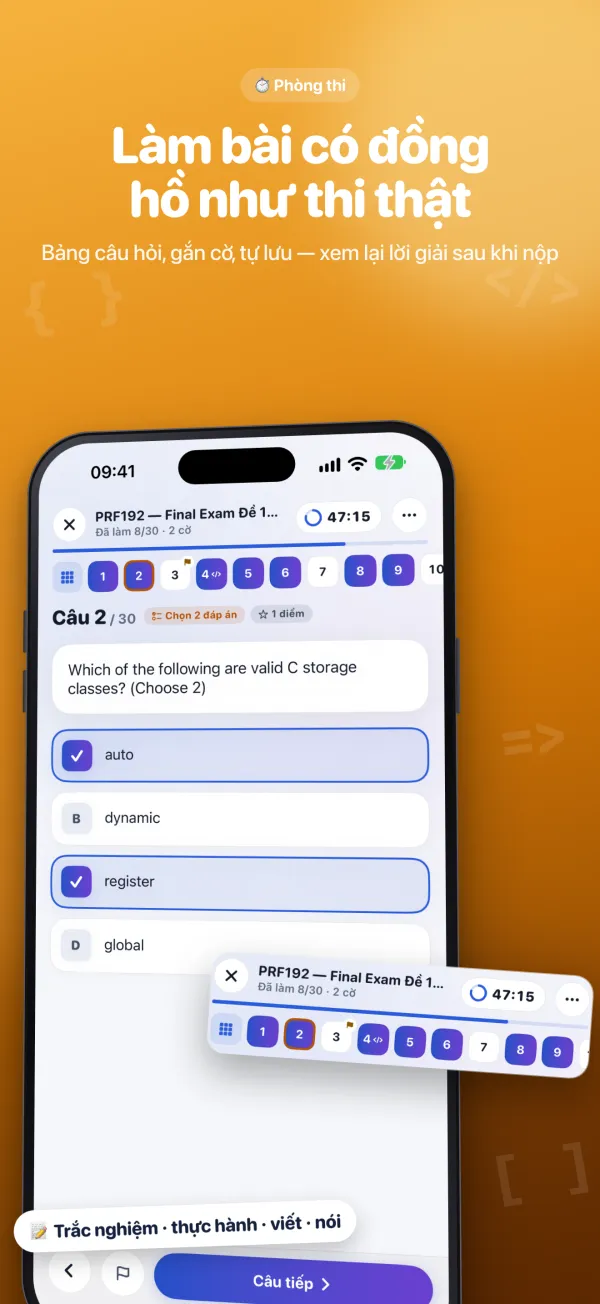 Phòng thi
Làm bài có đồng
hồ như thi thật
Bảng câu hỏi, gắn cờ, tự lưu — xem lại lời giải sau khi nộp
{ }
</>
09:41
PRF192 — Final Exam Đề 1...
Đã làm 8/30 · 2 cờ
47:15
1 2 3 4 </> 5 6 7 8 9 10
Câu 2 / 30
Chọn 2 đáp án
1 điểm
Which of the following are valid C storage
classes? (Choose 2)
auto
=>
B dynamic
register
D global
PRF192 — Final Exam Đề 1...
Đã làm 8/30 · 2 cờ
47:15
1 2 3 4 </> 5 6 7 8 9
[ ]
Trắc nghiệm · thực hành · viết · nói
Câu tiếp